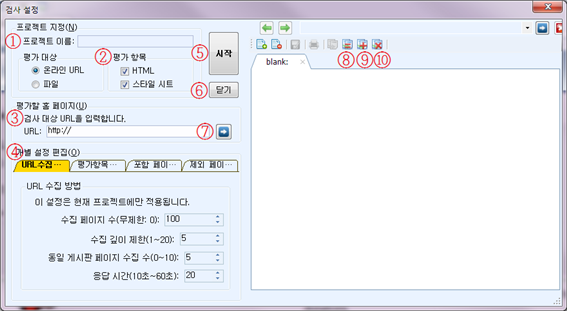 검사 설정
프로젝트 지정(N)
① 프로젝트 이름:
평가 대상
② 평가 항목
온라인 URL
HTML
파일
스타일 시트
⑤ 시작
⑥ 닫기
평가할 홈 페이지(U)
③ 검사 대상 URL을 입력합니다.
URL: http://
⑦
④ 개별 설정 편집(O)
URL수집…
평가항목…
포함 페이…
제외 페이…
URL 수집 방법
이 설정은 현재 프로젝트에만 적용됩니다.
수집 페이지 수(무제한: 0): 100
수집 깊이 제한(1~20): 5
동일 게시판 페이지 수집 수(0~10): 5
응답 시간(10초~60초): 20
⑧ ⑨ ⑩
blank: